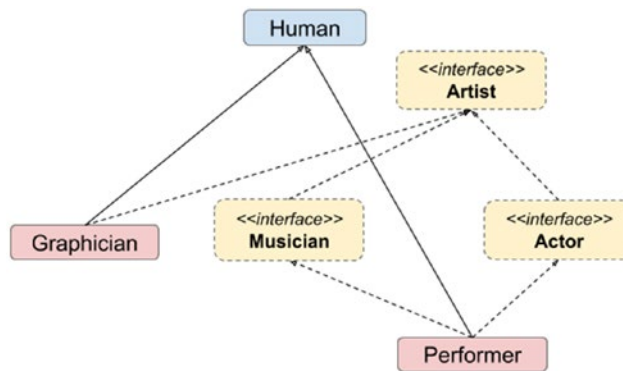 Human
<<interface>>
Artist
Graphician
<<interface>>
Musician
<<interface>>
Actor
Performer